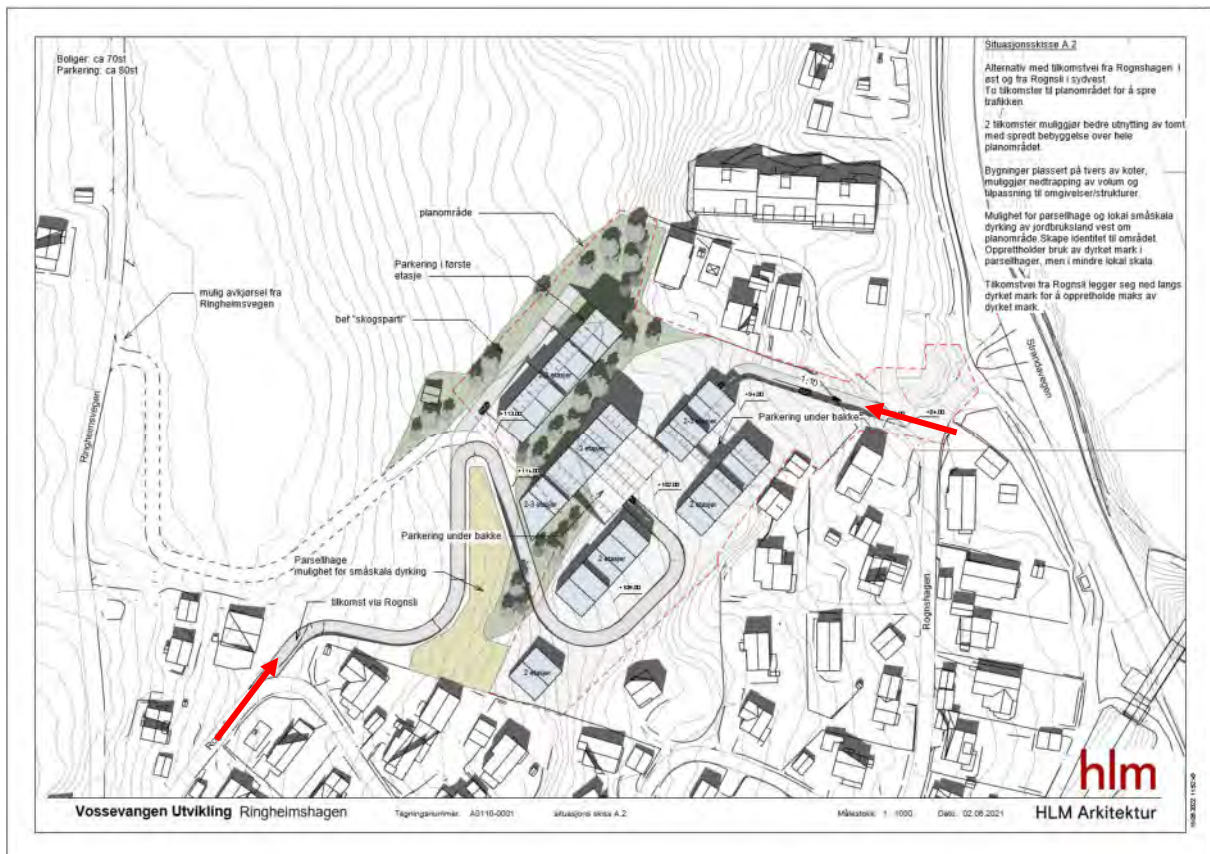 Boliger: ca 70st
Parkering: ca 80st
Situasjonsskisse A.2
Alternativ med tilkomstvei fra Rognshagen i
øst og fra Rognsli i sydvest.
To tilkomster til planområdet for å spre
trafikken.
2 tilkomster muliggjør bedre utnytting av tomt
med spredt bebyggelse over hele
planområdet.
Bygninger plassert på tvers av koter,
muliggjør nedtrapping av volum og
tilpassning til omgivelser/strukturer.
Mulighet for parsellhage og lokal småskala
dyrking av jordbruksland vest om
planområde. Skape identitet til området.
Opprettholder bruk av dyrket mark i
parsellhager, men i mindre lokal skala.
Tilkomstvei fra Rognsli legger seg ned langs
dyrket mark for å opprettholde maks av
dyrket mark.
planområde
Parkering i første
etasje
mulig avkjørsel fra
Ringheimsvegen
bef "skogsparti"
Strandavegen
Ringheimsvegen
etasjer
1:10
+113.00
Parkering under bakke
2-3 etasjer
3 etasjer
+102.00
2-3 etasjer
2 etasjer
Parkering under bakke
2 etasjer
Parsellhage
mulighet for småskala dyrking
tilkomst via Rognsli
2 etasjer
Rognshagen
hlm
Vossevangen Utvikling Ringheimshagen
Tegningsnummer. A0110-0001
situasjons skiss A.2
Målestokk: 1 : 1000
Dato.: 02.06.2021
HLM Arkitektur